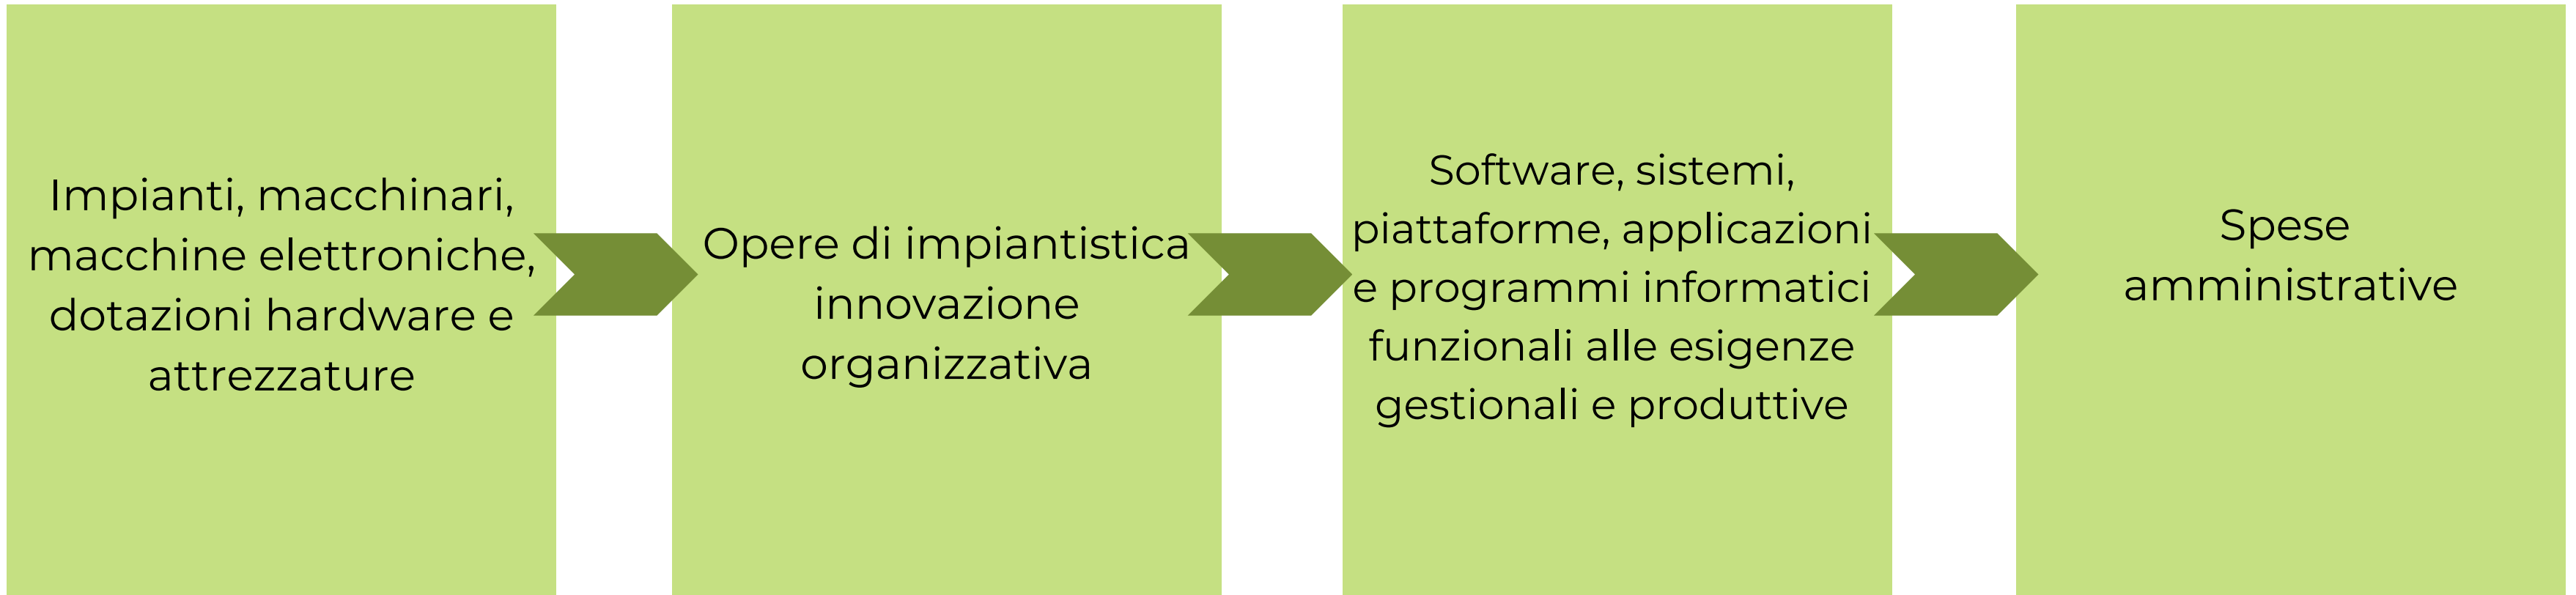 Impianti, macchinari,
macchine elettroniche,
dotazioni hardware e
attrezzature
Opere di impiantistica
innovazione
organizzativa
Software, sistemi,
piattaforme, applicazioni
e programmi informatici
funzionali alle esigenze
gestionali e produttive
Spese
amministrative